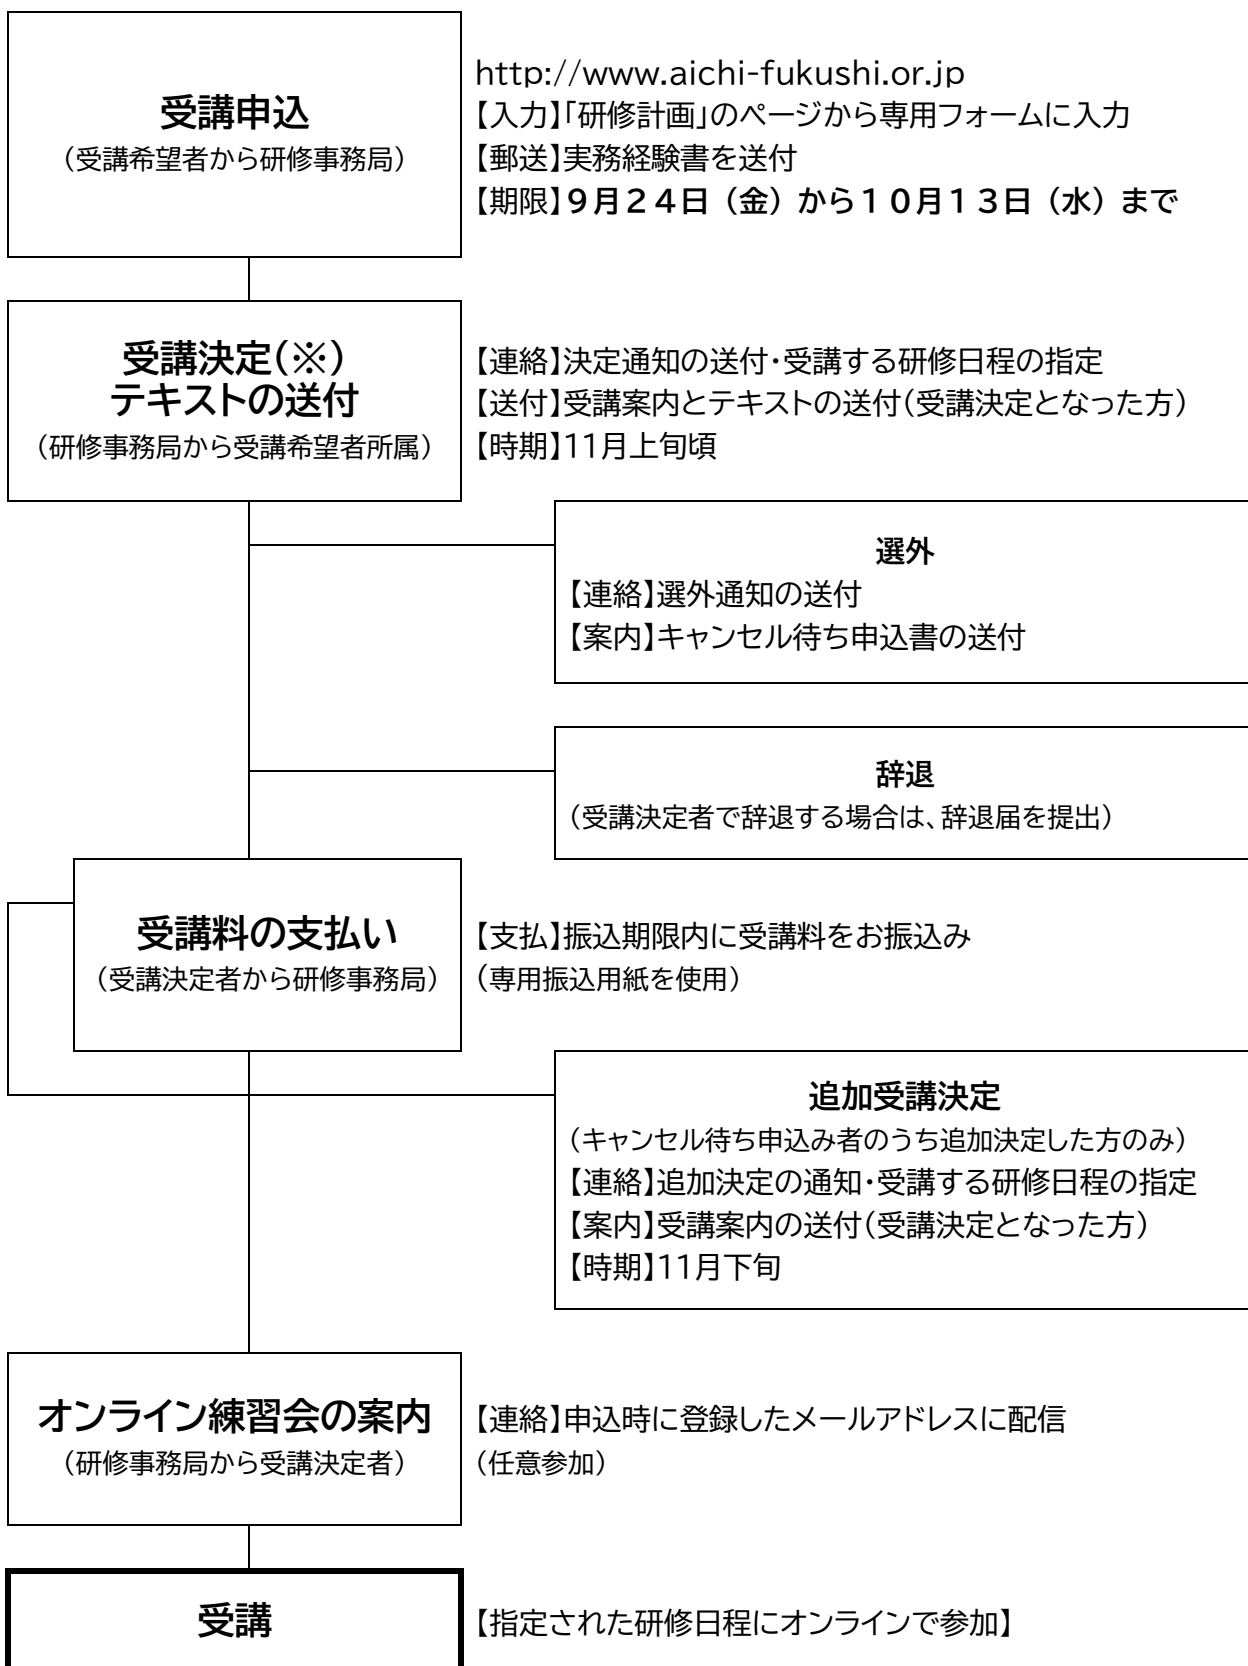 受講申込
（受講希望者から研修事務局）
http://www.aichi-fukushi.or.jp
【入力】「研修計画」のページから専用フォームに入力
【郵送】実務経験書を送付
【期限】９月２４日（金）から１０月１３日（水）まで
受講決定（※）
テキストの送付
（研修事務局から受講希望者所属）
【連絡】決定通知の送付・受講する研修日程の指定
【送付】受講案内とテキストの送付（受講決定となった方）
【時期】11月上旬頃
選外
【連絡】選外通知の送付
【案内】キャンセル待ち申込書の送付
辞退
（受講決定者で辞退する場合は、辞退届を提出）
受講料の支払い
（受講決定者から研修事務局）
【支払】振込期限内に受講料をお振込み
（専用振込用紙を使用）
追加受講決定
（キャンセル待ち申込み者のうち追加決定した方のみ）
【連絡】追加決定の通知・受講する研修日程の指定
【案内】受講案内の送付（受講決定となった方）
【時期】11月下旬
オンライン練習会の案内
（研修事務局から受講決定者）
【連絡】申込時に登録したメールアドレスに配信
（任意参加）
受講
【指定された研修日程にオンラインで参加】